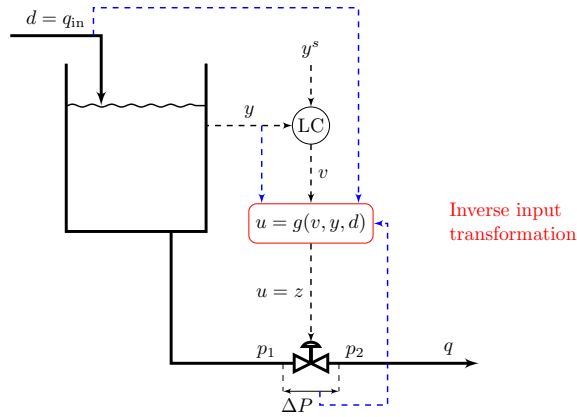 d = q_in
y^s
y
LC
v
u = g(v, y, d)
Inverse input
transformation
u = z
p_1
p_2
q
ΔP